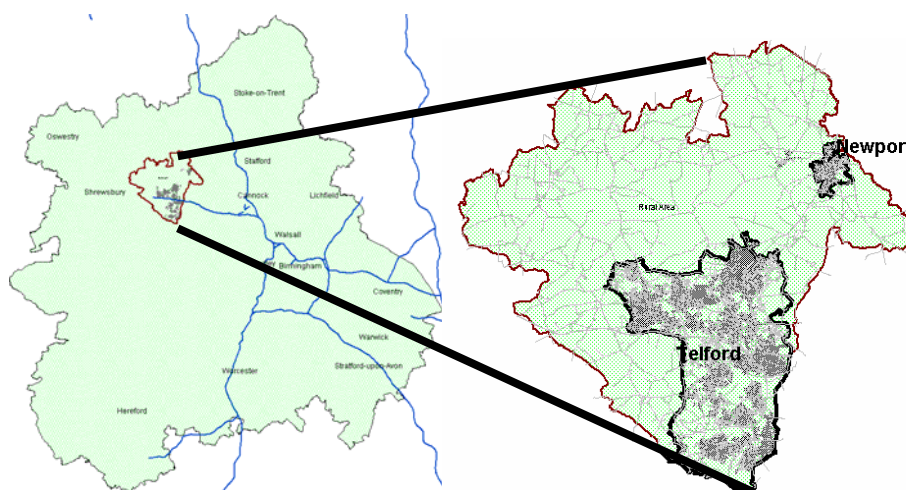 Stoke-on-Trent
Oswestry
Stafford
Shrewsbury
Cannock
Lichfield
Walsall
Birmingham
Coventry
Warwick
Stratford-upon-Avon
Worcester
Hereford
Newpor
Rural Area
Telford